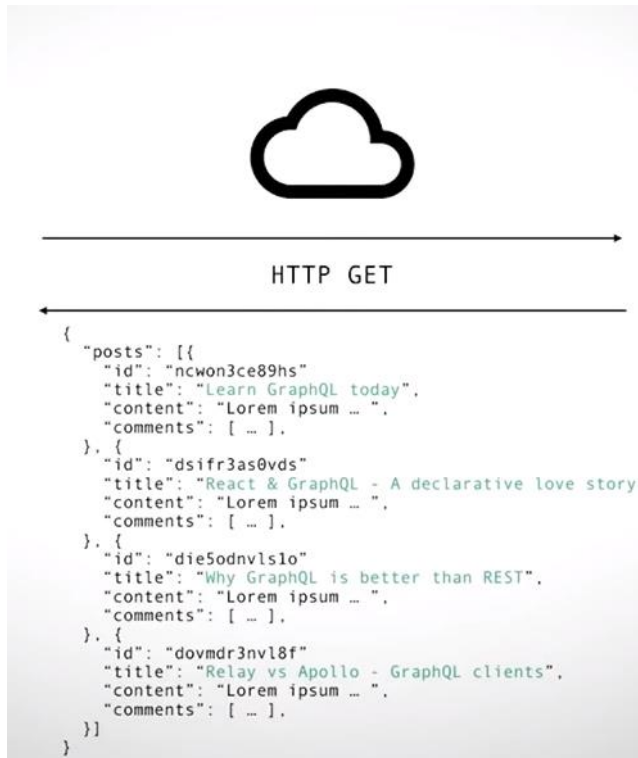 HTTP GET
{
"posts": [{
"id": "ncwon3ce89hs"
"title": "Learn GraphQL today",
"content": "Lorem ipsum … ",
"comments": [ … ],
}, {
"id": "dsifr3as0vds"
"title": "React & GraphQL - A declarative love story
"content": "Lorem ipsum … ",
"comments": [ … ],
}, {
"id": "die5odnvls1o"
"title": "Why GraphQL is better than REST",
"content": "Lorem ipsum … ",
"comments": [ … ],
}, {
"id": "dovmdr3nvl8f"
"title": "Relay vs Apollo - GraphQL clients",
"content": "Lorem ipsum … ",
"comments": [ … ],
}]
}